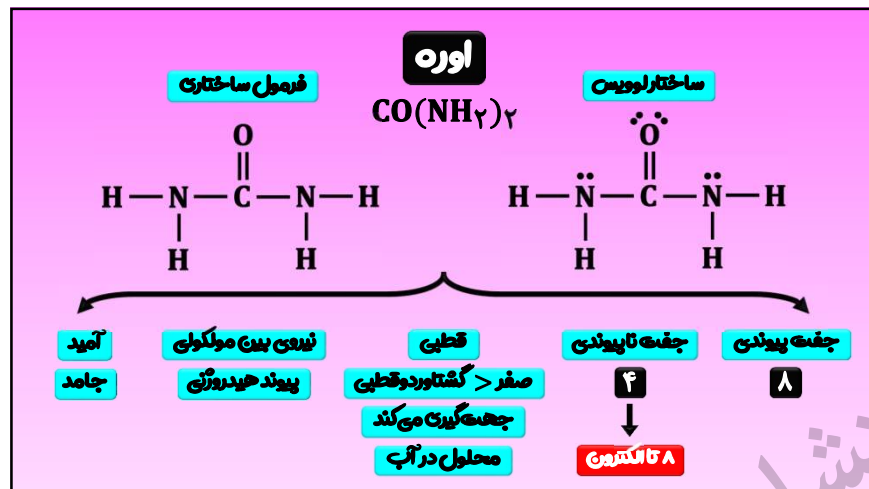 اوره
CO(NH۲)۲
ساختار لوویس
فرمول ساختاری
O
H — N — C — N — H
H H
O
H — N — C — N — H
H H
جفت پیوندی
۸
جفت ناپیوندی
۴
۸ تا الکترون
قطبی
صفر < گشتاور دوقطبی
جهت‌گیری می‌کند
محلول در آب
نیروی بین مولکولی
پیوند هیدروژنی
آمید
جامد